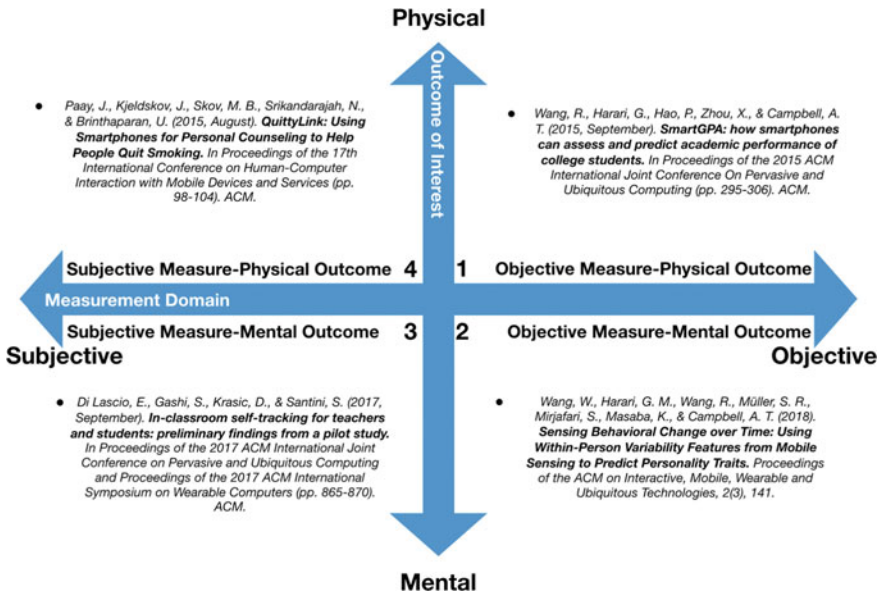 Physical
Outcome of Interest
● Paay, J., Kjeldskov, J., Skov, M. B., Srikandarajah, N.,
& Brinthaparan, U. (2015, August). QuittyLink: Using
Smartphones for Personal Counseling to Help
People Quit Smoking. In Proceedings of the 17th
International Conference on Human-Computer
Interaction with Mobile Devices and Services (pp.
98-104). ACM.
● Wang, R., Harari, G., Hao, P., Zhou, X., & Campbell, A.
T. (2015, September). SmartGPA: how smartphones
can assess and predict academic performance of
college students. In Proceedings of the 2015 ACM
International Joint Conference On Pervasive and
Ubiquitous Computing (pp. 295-306). ACM.
Subjective Measure-Physical Outcome 4
1 Objective Measure-Physical Outcome
Measurement Domain
Subjective Measure-Mental Outcome 3
2 Objective Measure-Mental Outcome
Subjective
Objective
● Di Lascio, E., Gashi, S., Krasic, D., & Santini, S. (2017,
September). In-classroom self-tracking for teachers
and students: preliminary findings from a pilot study.
In Proceedings of the 2017 ACM International Joint
Conference on Pervasive and Ubiquitous Computing
and Proceedings of the 2017 ACM International
Symposium on Wearable Computers (pp. 865-870).
ACM.
● Wang, W., Harari, G. M., Wang, R., Müller, S. R.,
Mirjafari, S., Masaba, K., & Campbell, A. T. (2018).
Sensing Behavioral Change over Time: Using
Within-Person Variability Features from Mobile
Sensing to Predict Personality Traits. Proceedings
of the ACM on Interactive, Mobile, Wearable and
Ubiquitous Technologies, 2(3), 141.
Mental